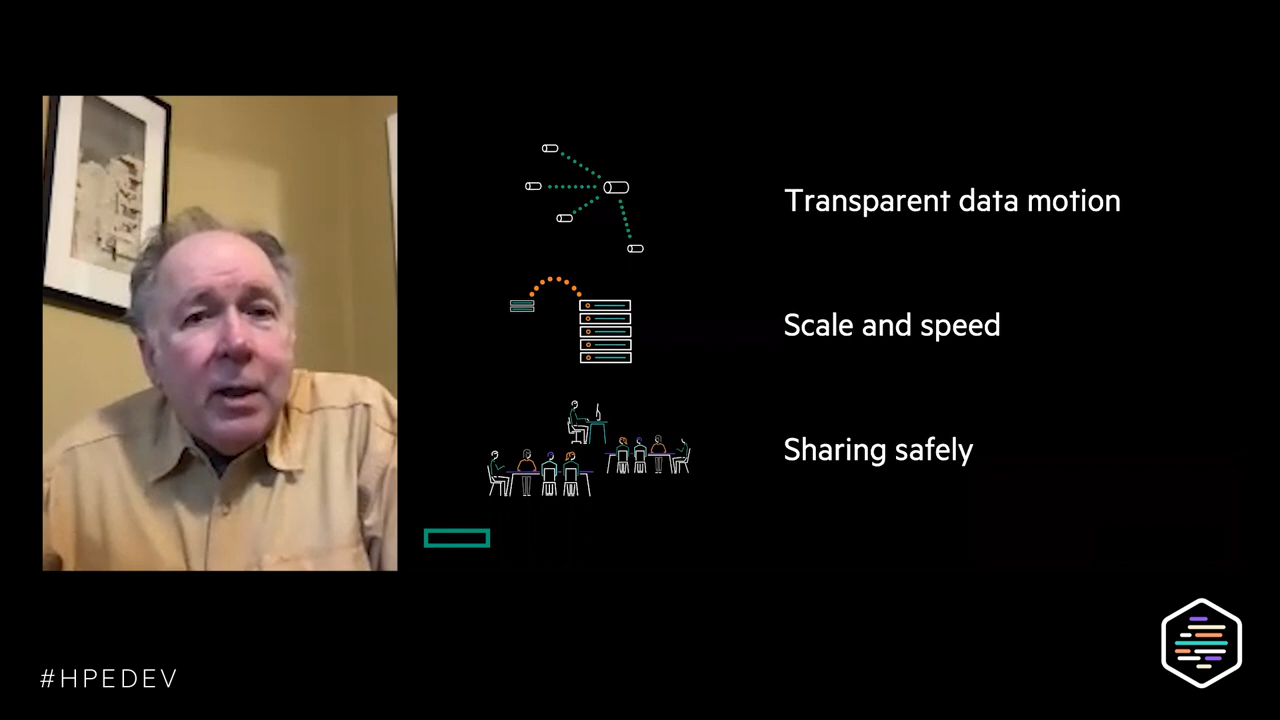 Transparent data motion
Scale and speed
Sharing safely
#HPEDEV